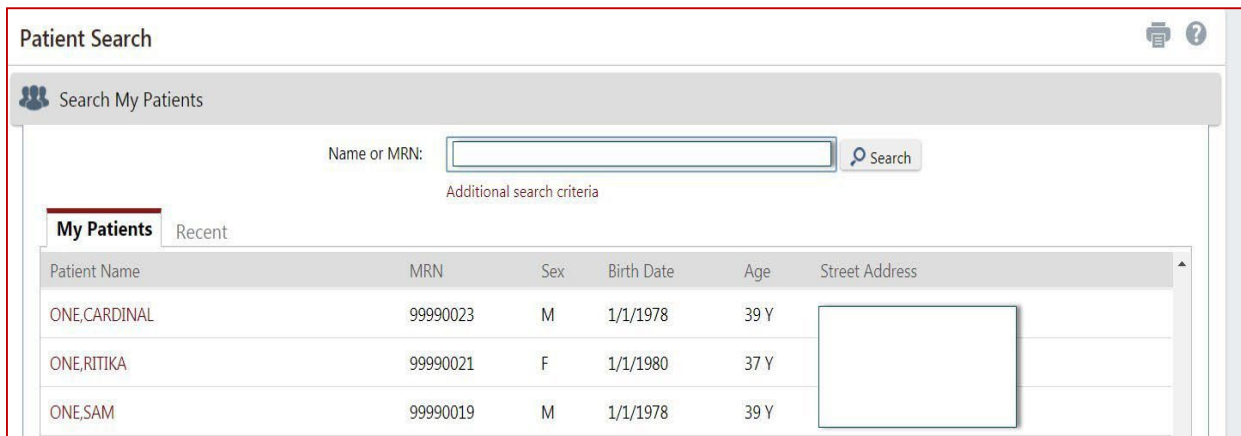 Patient Search
Search My Patients
Name or MRN: Search
Additional search criteria
My Patients Recent
Patient Name MRN Sex Birth Date Age Street Address
ONE,CARDINAL 99990023 M 1/1/1978 39 Y
ONE,RITIKA 99990021 F 1/1/1980 37 Y
ONE,SAM 99990019 M 1/1/1978 39 Y